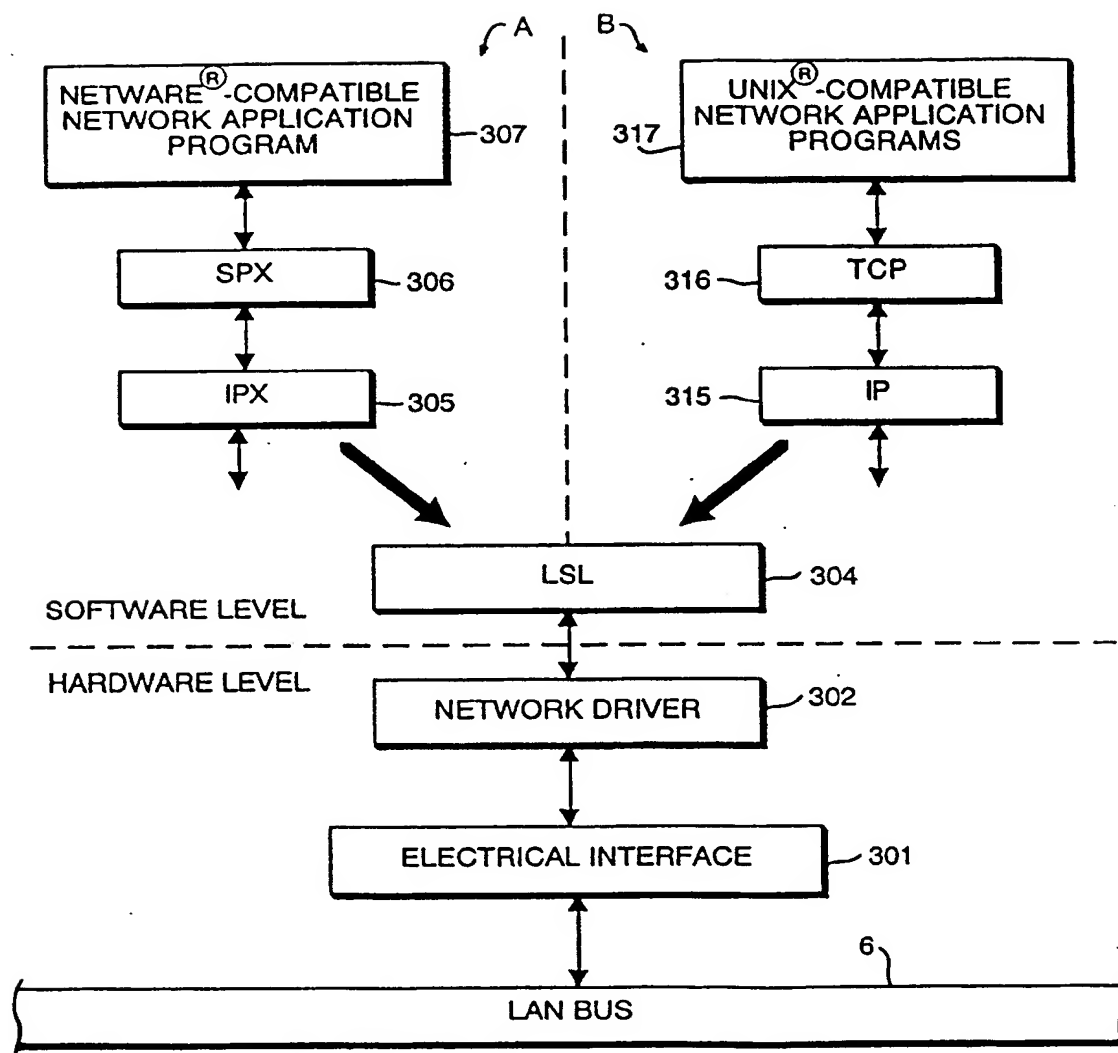 A
B
NETWARE®-COMPATIBLE
NETWORK APPLICATION
PROGRAM
307
UNIX®-COMPATIBLE
NETWORK APPLICATION
PROGRAMS
317
SPX
306
TCP
316
IPX
305
IP
315
LSL
304
SOFTWARE LEVEL
HARDWARE LEVEL
NETWORK DRIVER
302
ELECTRICAL INTERFACE
301
6
LAN BUS